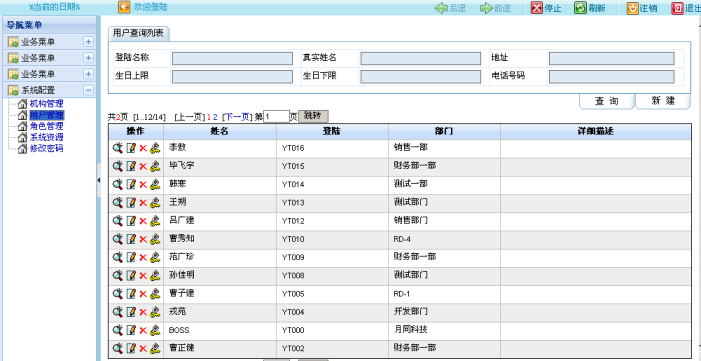 %当前的日期% 欢迎登陆 后退 前进 停止 刷新 注销 退出
导航菜单
业务菜单
业务菜单
业务菜单
系统配置
机构管理
用户管理
角色管理
系统资源
修改密码
用户查询列表
登陆名称 真实姓名 地址
生日上限 生日下限 电话号码
查 询 新 建
共2页 [1..12/14] [上一页] 1 2 [下一页] 第 1 页 跳转
操作 姓名 登陆 部门 详细描述
李数 YT016 销售一部
毕飞宇 YT015 财务部一部
韩寒 YT014 测试一部
王朔 YT013 测试部门
吕广建 YT012 销售部门
曹秀知 YT010 RD-4
范广珍 YT009 财务部一部
孙佳明 YT008 测试部门
曹子建 YT005 RD-1
戎苑 YT004 开发部门
BOSS YT000 月同科技
曹正健 YT002 财务部一部